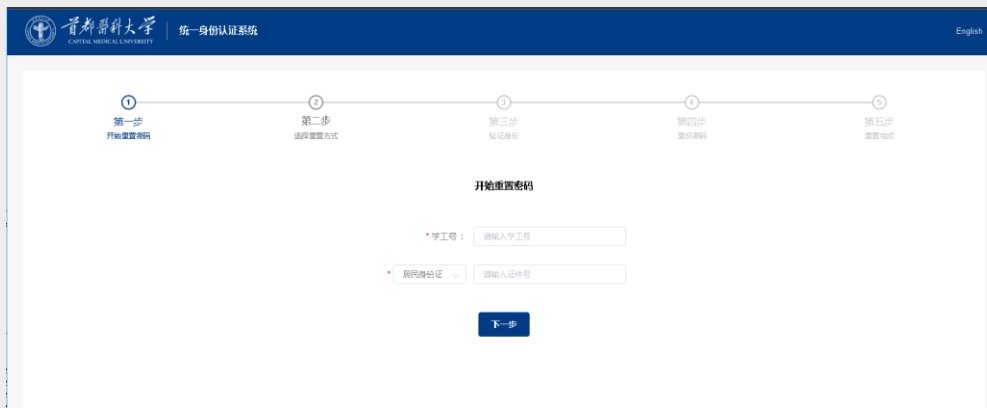 首都醫科大学
CAPITAL MEDICAL UNIVERSITY
统一身份认证系统
English
1 2 3 4 5
第一步 第二步 第三步 第四步 第五步
开始重置密码 选择重置方式 验证身份 重设密码 重置完成
开始重置密码
* 学工号： 请输入学工号
* 居民身份证 请输入证件号
下一步